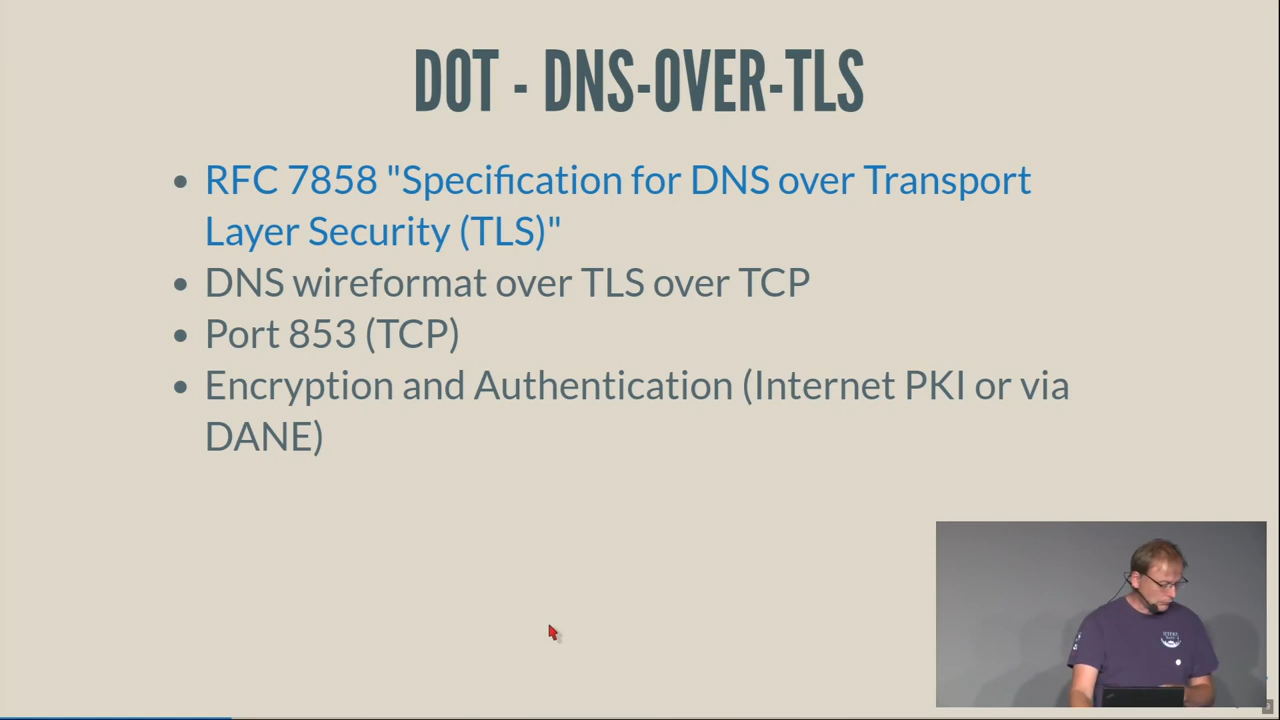 DOT - DNS-OVER-TLS
RFC 7858 "Specification for DNS over Transport
Layer Security (TLS)"
DNS wireformat over TLS over TCP
Port 853 (TCP)
Encryption and Authentication (Internet PKI or via
DANE)